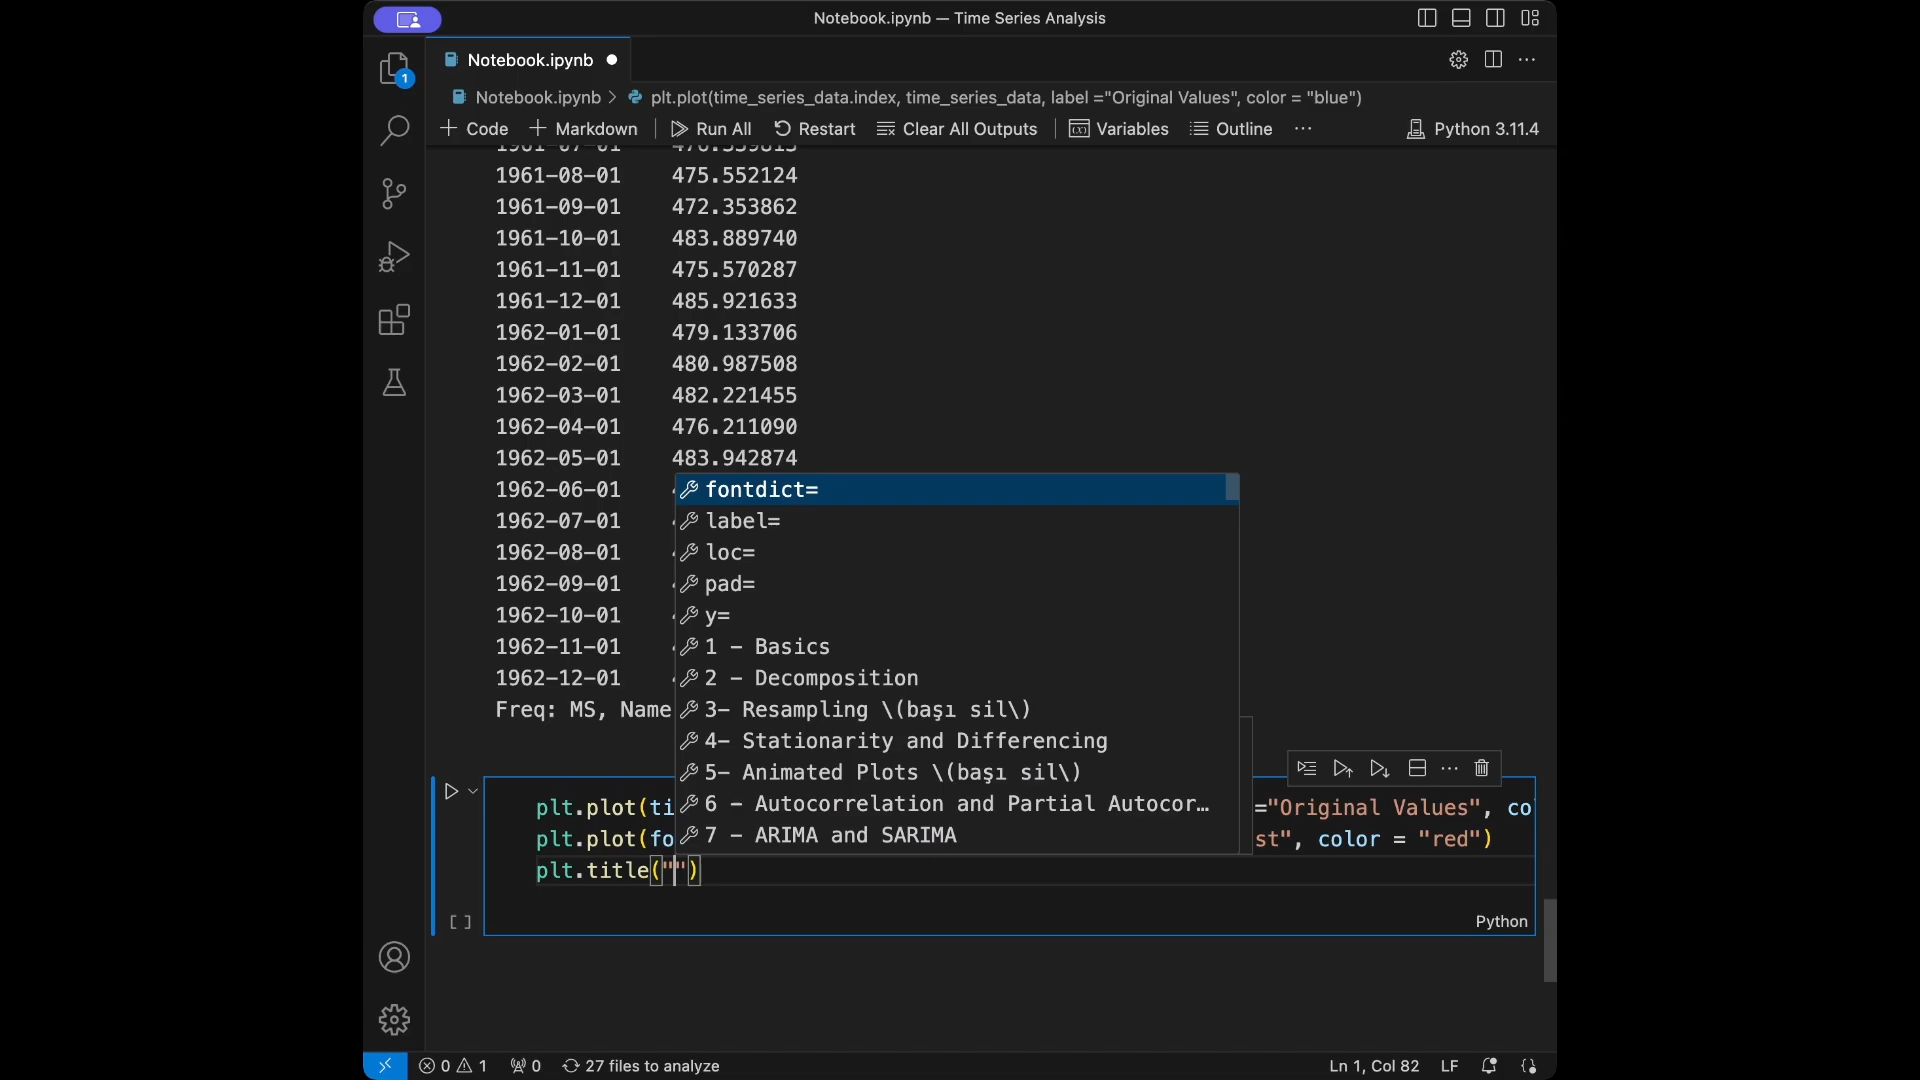 Notebook.ipynb — Time Series Analysis
1
Notebook.ipynb
Notebook.ipynb > plt.plot(time_series_data.index, time_series_data, label ="Original Values", color = "blue")
+ Code + Markdown Run All Restart Clear All Outputs Variables Outline ... Python 3.11.4
1961-07-01
1961-08-01 475.552124
1961-09-01 472.353862
1961-10-01 483.889740
1961-11-01 475.570287
1961-12-01 485.921633
1962-01-01 479.133706
1962-02-01 480.987508
1962-03-01 482.221455
1962-04-01 476.211090
1962-05-01 483.942874
1962-06-01
1962-07-01
1962-08-01
1962-09-01
1962-10-01
1962-11-01
1962-12-01
Freq: MS, Name
fontdict=
label=
loc=
pad=
y=
1 - Basics
2 - Decomposition
3- Resampling \(başı sil\)
4- Stationarity and Differencing
5- Animated Plots \(başı sil\)
6 - Autocorrelation and Partial Autocor…
7 - ARIMA and SARIMA
plt.plot(ti ="Original Values", co
plt.plot(fo st", color = "red")
plt.title("")
[ ]
Python
0 1 0 27 files to analyze Ln 1, Col 82 LF